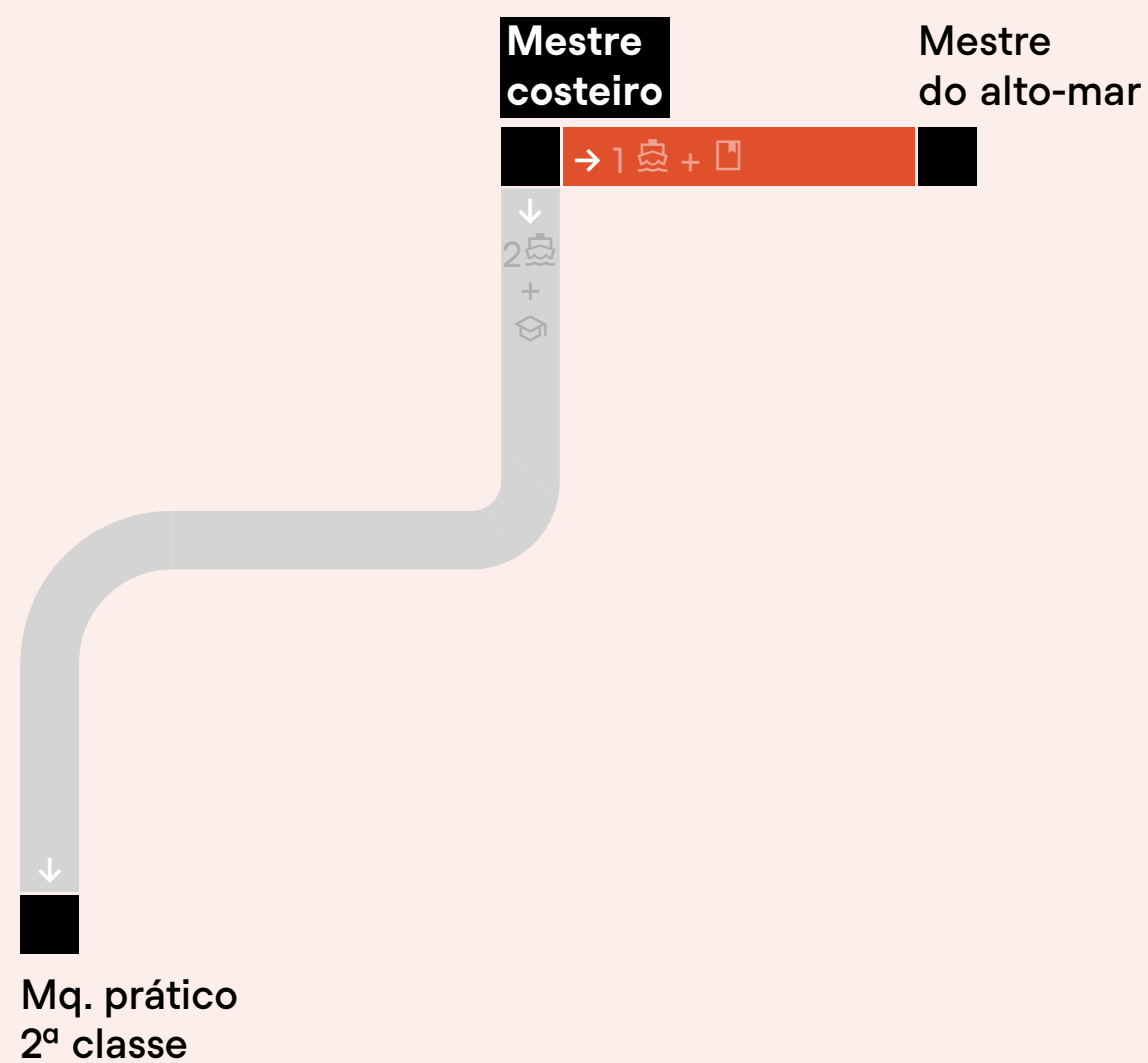 Mestre
costeiro
Mestre
do alto-mar
→ 1 +
2
+
Mq. prático
2ª classe